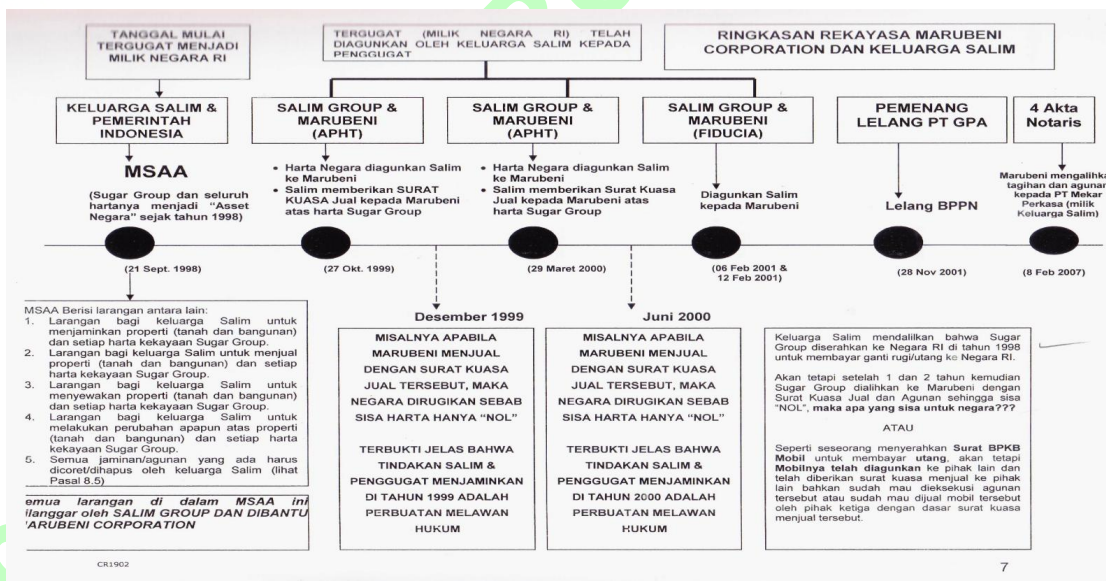 TANGGAL MULAI
TERGUGAT MENJADI
MILIK NEGARA RI
TERGUGAT (MILIK NEGARA RI) TELAH
DIAGUNKAN OLEH KELUARGA SALIM KEPADA
PENGGUGAT
RINGKASAN REKAYASA MARUBENI
CORPORATION DAN KELUARGA SALIM
KELUARGA SALIM &
PEMERINTAH
INDONESIA
SALIM GROUP &
MARUBENI
(APHT)
SALIM GROUP &
MARUBENI
(APHT)
SALIM GROUP &
MARUBENI
(FIDUCIA)
PEMENANG
LELANG PT GPA
4 Akta
Notaris
MSAA
(Sugar Group dan seluruh
hartanya menjadi "Asset
Negara" sejak tahun 1998)
• Harta Negara diagunkan Salim
ke Marubeni
• Salim memberikan SURAT
KUASA Jual kepada Marubeni
atas harta Sugar Group
• Harta Negara diagunkan Salim
ke Marubeni
• Salim memberikan Surat Kuasa
Jual kepada Marubeni atas
harta Sugar Group
Diagunkan Salim
kepada Marubeni
Lelang BPPN
Marubeni mengalihka
tagihan dan agunan
kepada PT Mekar
Perkasa (milik
Keluarga Salim)
(21 Sept. 1998)
(27 Okt. 1999)
(29 Maret 2000)
(06 Feb 2001 &
12 Feb 2001)
(28 Nov 2001)
(8 Feb 2007)
MSAA Berisi larangan antara lain:
1. Larangan bagi keluarga Salim untuk
menjaminkan properti (tanah dan bangunan)
dan setiap harta kekayaan Sugar Group.
2. Larangan bagi keluarga Salim untuk menjual
properti (tanah dan bangunan) dan setiap
harta kekayaan Sugar Group.
3. Larangan bagi keluarga Salim untuk
menyewakan properti (tanah dan bangunan)
dan setiap harta kekayaan Sugar Group.
4. Larangan bagi keluarga Salim untuk
melakukan perubahan apapun atas properti
(tanah dan bangunan) dan setiap harta
kekayaan Sugar Group.
5. Semua jaminan/agunan yang ada harus
dicoret/dihapus oleh keluarga Salim (lihat
Pasal 8.5)
emua larangan di dalam MSAA ini
ilanggar oleh SALIM GROUP DAN DIBANTU
ARUBENI CORPORATION
Desember 1999
MISALNYA APABILA
MARUBENI MENJUAL
DENGAN SURAT KUASA
JUAL TERSEBUT, MAKA
NEGARA DIRUGIKAN SEBAB
SISA HARTA HANYA "NOL"
TERBUKTI JELAS BAHWA
TINDAKAN SALIM &
PENGGUGAT MENJAMINKAN
DI TAHUN 1999 ADALAH
PERBUATAN MELAWAN
HUKUM
Juni 2000
MISALNYA APABILA
MARUBENI MENJUAL
DENGAN SURAT KUASA
JUAL TERSEBUT, MAKA
NEGARA DIRUGIKAN SEBAB
SISA HARTA HANYA "NOL"
TERBUKTI JELAS BAHWA
TINDAKAN SALIM &
PENGGUGAT MENJAMINKAN
DI TAHUN 2000 ADALAH
PERBUATAN MELAWAN
HUKUM
Keluarga Salim mendalilkan bahwa Sugar
Group diserahkan ke Negara RI di tahun 1998
untuk membayar ganti rugi/utang ke Negara RI.
Akan tetapi setelah 1 dan 2 tahun kemudian
Sugar Group dialihkan ke Marubeni dengan
Surat Kuasa Jual dan Agunan sehingga sisa
"NOL", maka apa yang sisa untuk negara???
ATAU
Seperti seseorang menyerahkan Surat BPKB
Mobil untuk membayar utang, akan tetapi
Mobilnya telah diagunkan ke pihak lain dan
telah diberikan surat kuasa menjual ke pihak
lain bahkan sudah mau dieksekusi agunan
tersebut atau sudah mau dijual mobil tersebut
oleh pihak ketiga dengan dasar surat kuasa
menjual tersebut.
CR1902
7